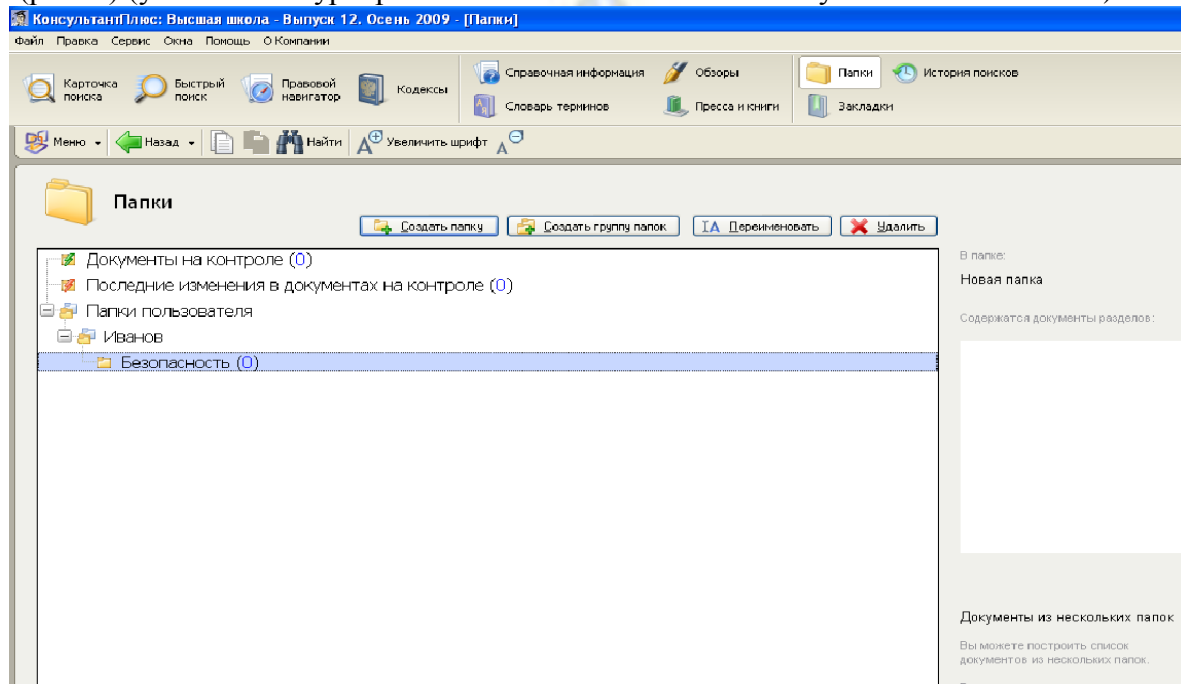 КонсультантПлюс: Высшая школа - Выпуск 12. Осень 2009 - [Папки]
Файл Правка Сервис Окна Помощь О Компании
Карточка поиска Быстрый поиск Правовой навигатор Кодексы Справочная информация Обзоры Папки История поисков
Словарь терминов Пресса и книги Закладки
Меню Назад Найти Увеличить шрифт
Папки
Создать папку Создать группу папок Переименовать Удалить
Документы на контроле (0)
Последние изменения в документах на контроле (0)
Папки пользователя
Иванов
Безопасность (0)
В папке:
Новая папка
Содержатся документы разделов:
Документы из нескольких папок
Вы можете построить список
документов из нескольких папок.